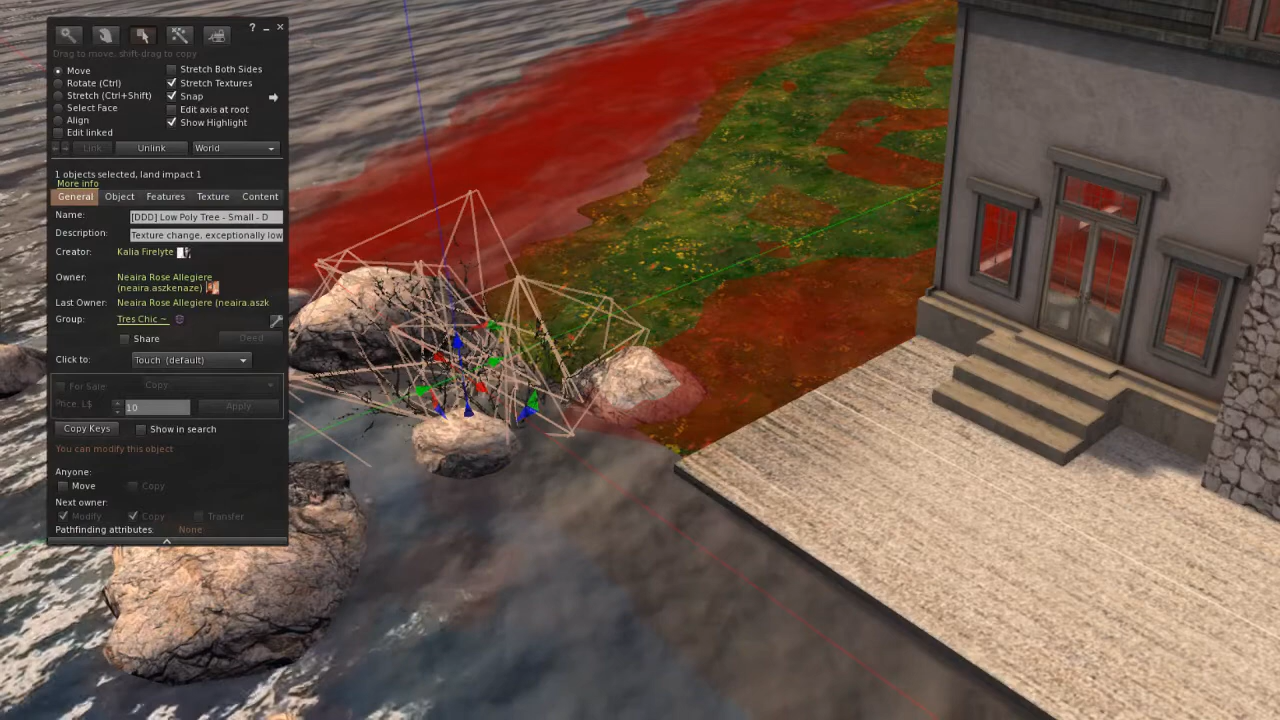 ? _ ×
Drag to move, shift-drag to copy
Move
Rotate (Ctrl)
Stretch (Ctrl+Shift)
Select Face
Align
Edit linked
Stretch Both Sides
Stretch Textures
Snap
Edit axis at root
Show Highlight
Link
Unlink
World
1 objects selected, land impact 1
More info
General Object Features Texture Content
Name: [DDD] Low Poly Tree - Small - D
Description: Texture change, exceptionally low
Creator: Kalia Firelyte
Owner: Neaira Rose Allegiere
(neaira.aszkenaze)
Last Owner: Neaira Rose Allegiere (neaira.aszk
Group: Tres Chic ~
Share Deed
Click to: Touch (default)
For Sale Copy
Price: L$ 10 Apply
Copy Keys Show in search
You can modify this object
Anyone:
Move Copy
Next owner:
Modify Copy Transfer
Pathfinding attributes: None